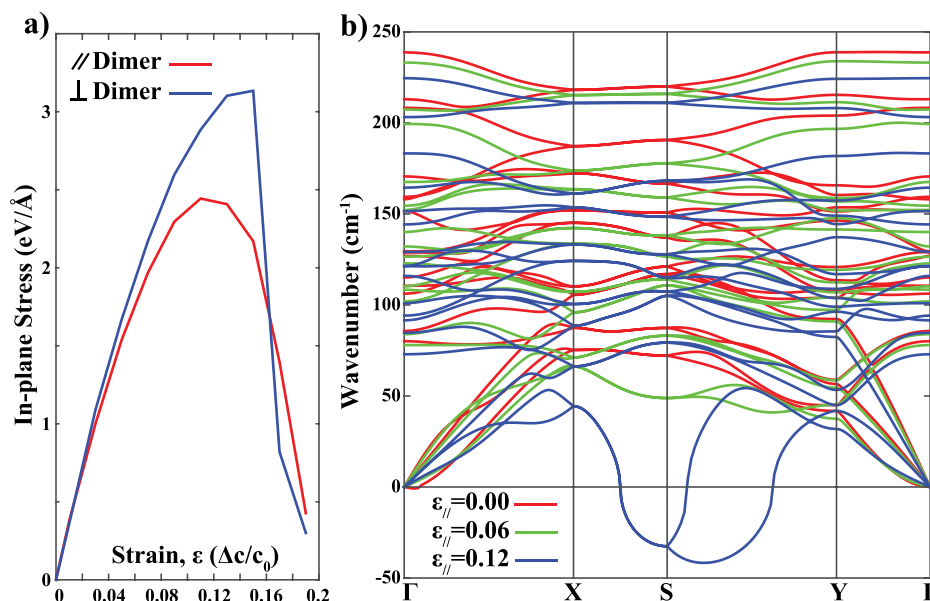 a)
// Dimer
⊥ Dimer
In-plane Stress (eV/Å)
3
2
1
0
Strain, ε (Δc/c₀)
0 0.04 0.08 0.12 0.16 0.2
b)
Wavenumber (cm⁻¹)
250
200
150
100
50
0
-50
ε//=0.00
ε//=0.06
ε//=0.12
Γ X S Y